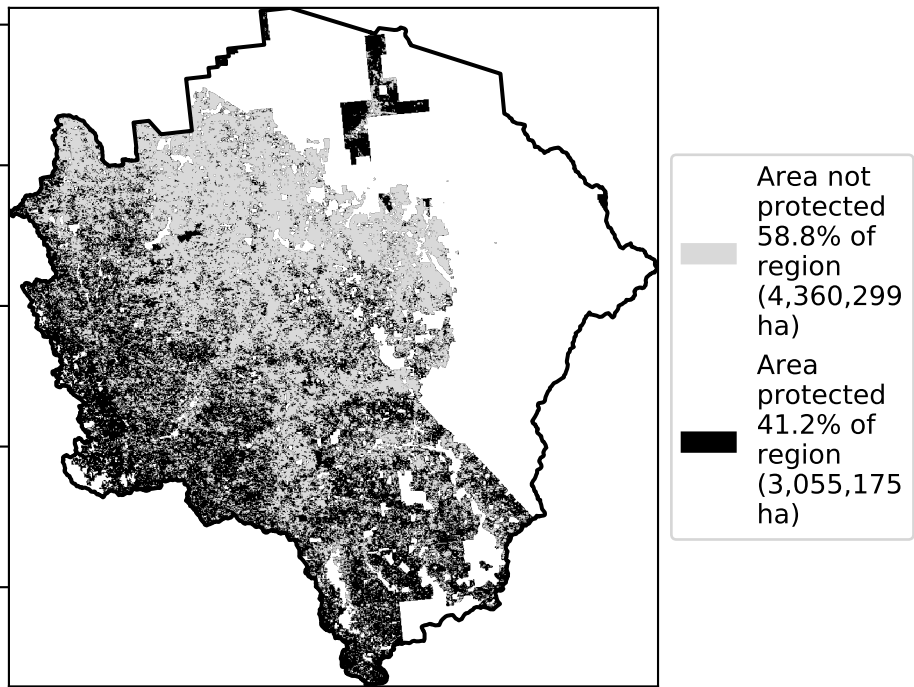 Area not
protected
58.8% of
region
(4,360,299
ha)
Area
protected
41.2% of
region
(3,055,175
ha)